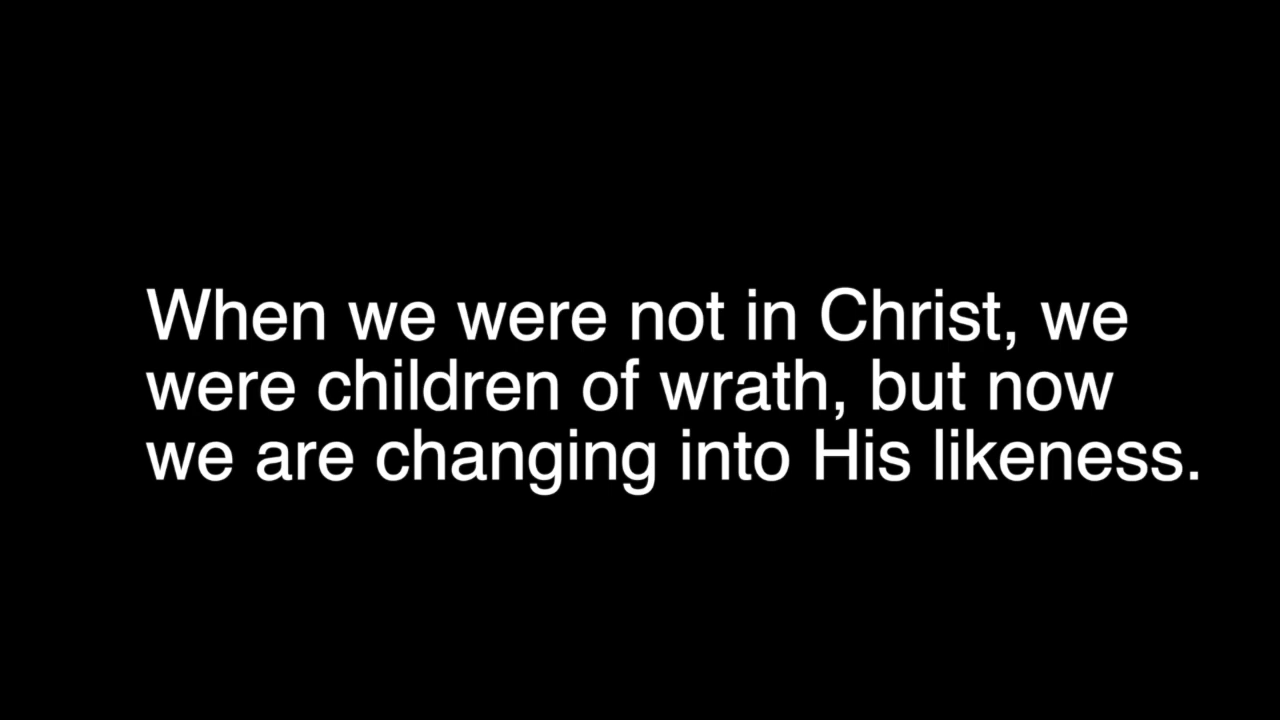 When we were not in Christ, we
were children of wrath, but now
we are changing into His likeness.